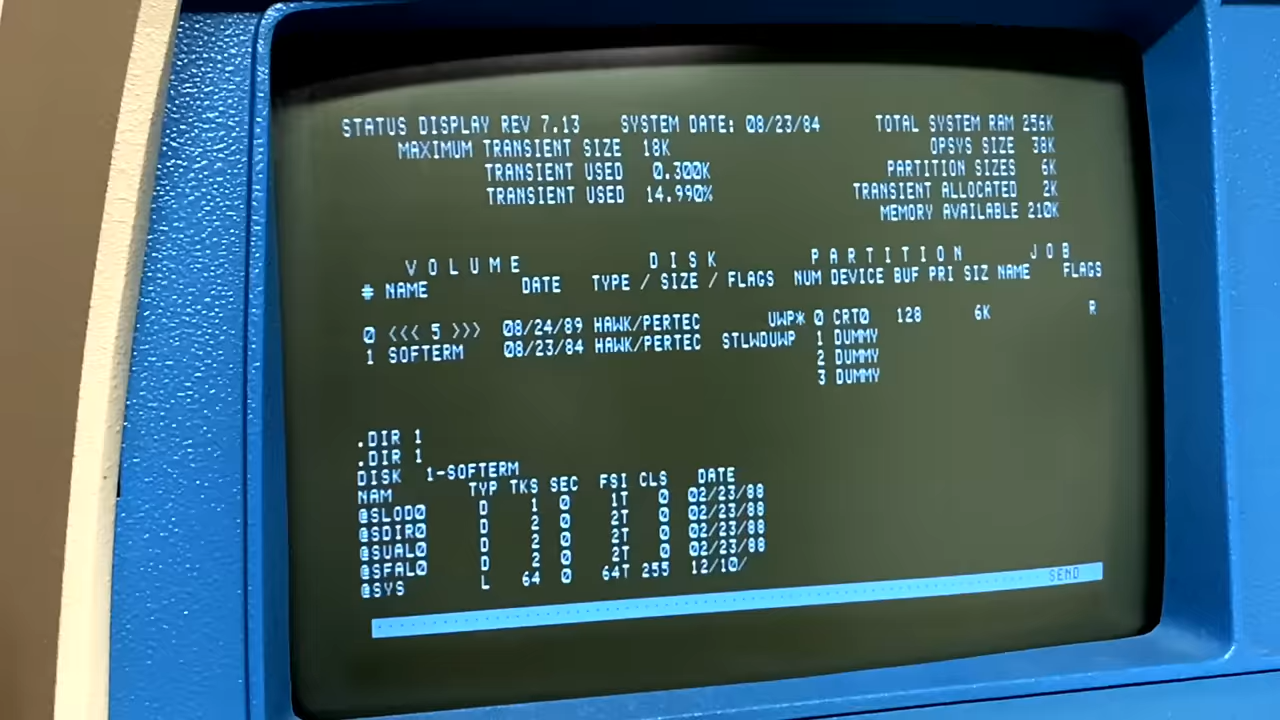 STATUS DISPLAY REV 7.13 SYSTEM DATE: 08/23/84 TOTAL SYSTEM RAM 256K
MAXIMUM TRANSIENT SIZE 18K OPSYS SIZE 38K
TRANSIENT USED 0.300K PARTITION SIZES 6K
TRANSIENT USED 14.990% TRANSIENT ALLOCATED 2K
MEMORY AVAILABLE 210K
V O L U M E D I S K P A R T I T I O N J O B
# NAME DATE TYPE / SIZE / FLAGS NUM DEVICE BUF PRI SIZ NAME FLAGS
0 <<< 5 >>> 08/24/89 HAWK/PERTEC UWP* 0 CRT0 128 6K R
1 SOFTERM 08/23/84 HAWK/PERTEC STLWDUWP 1 DUMMY
2 DUMMY
3 DUMMY
.DIR 1
.DIR 1
DISK 1-SOFTERM
NAM TYP TKS SEC FSI CLS DATE
@SLOD0 D 1 0 1T 0 02/23/88
@SDIR0 D 2 0 2T 0 02/23/88
@SUAL0 D 2 0 2T 0 02/23/88
@SFAL0 D 2 0 2T 0 02/23/88
@SYS L 64 0 64T 255 12/10/
SEND